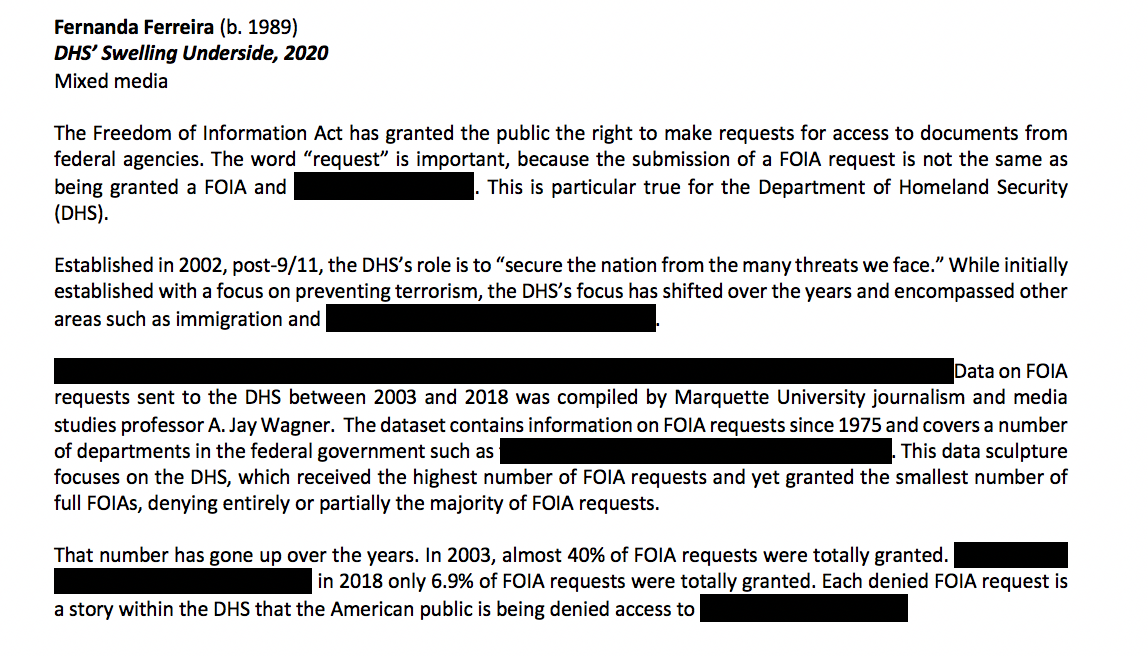 Fernanda Ferreira (b. 1989)
DHS’ Swelling Underside, 2020
Mixed media
The Freedom of Information Act has granted the public the right to make requests for access to documents from
federal agencies. The word “request” is important, because the submission of a FOIA request is not the same as
being granted a FOIA and . This is particular true for the Department of Homeland Security
(DHS).
Established in 2002, post-9/11, the DHS’s role is to “secure the nation from the many threats we face.” While initially
established with a focus on preventing terrorism, the DHS’s focus has shifted over the years and encompassed other
areas such as immigration and .
Data on FOIA
requests sent to the DHS between 2003 and 2018 was compiled by Marquette University journalism and media
studies professor A. Jay Wagner. The dataset contains information on FOIA requests since 1975 and covers a number
of departments in the federal government such as . This data sculpture
focuses on the DHS, which received the highest number of FOIA requests and yet granted the smallest number of
full FOIAs, denying entirely or partially the majority of FOIA requests.
That number has gone up over the years. In 2003, almost 40% of FOIA requests were totally granted.
in 2018 only 6.9% of FOIA requests were totally granted. Each denied FOIA request is
a story within the DHS that the American public is being denied access to